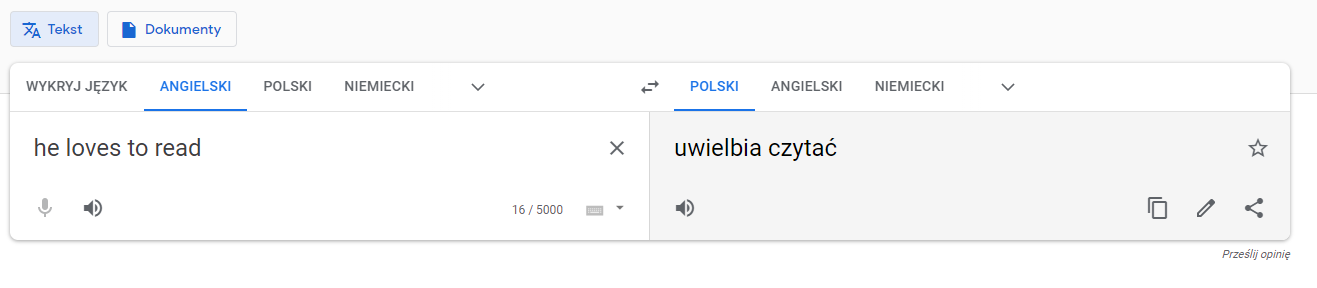 Tekst Dokumenty
WYKRYJ JĘZYK ANGIELSKI POLSKI NIEMIECKI POLSKI ANGIELSKI NIEMIECKI
he loves to read uwielbia czytać
16 / 5000
Prześlij opinię